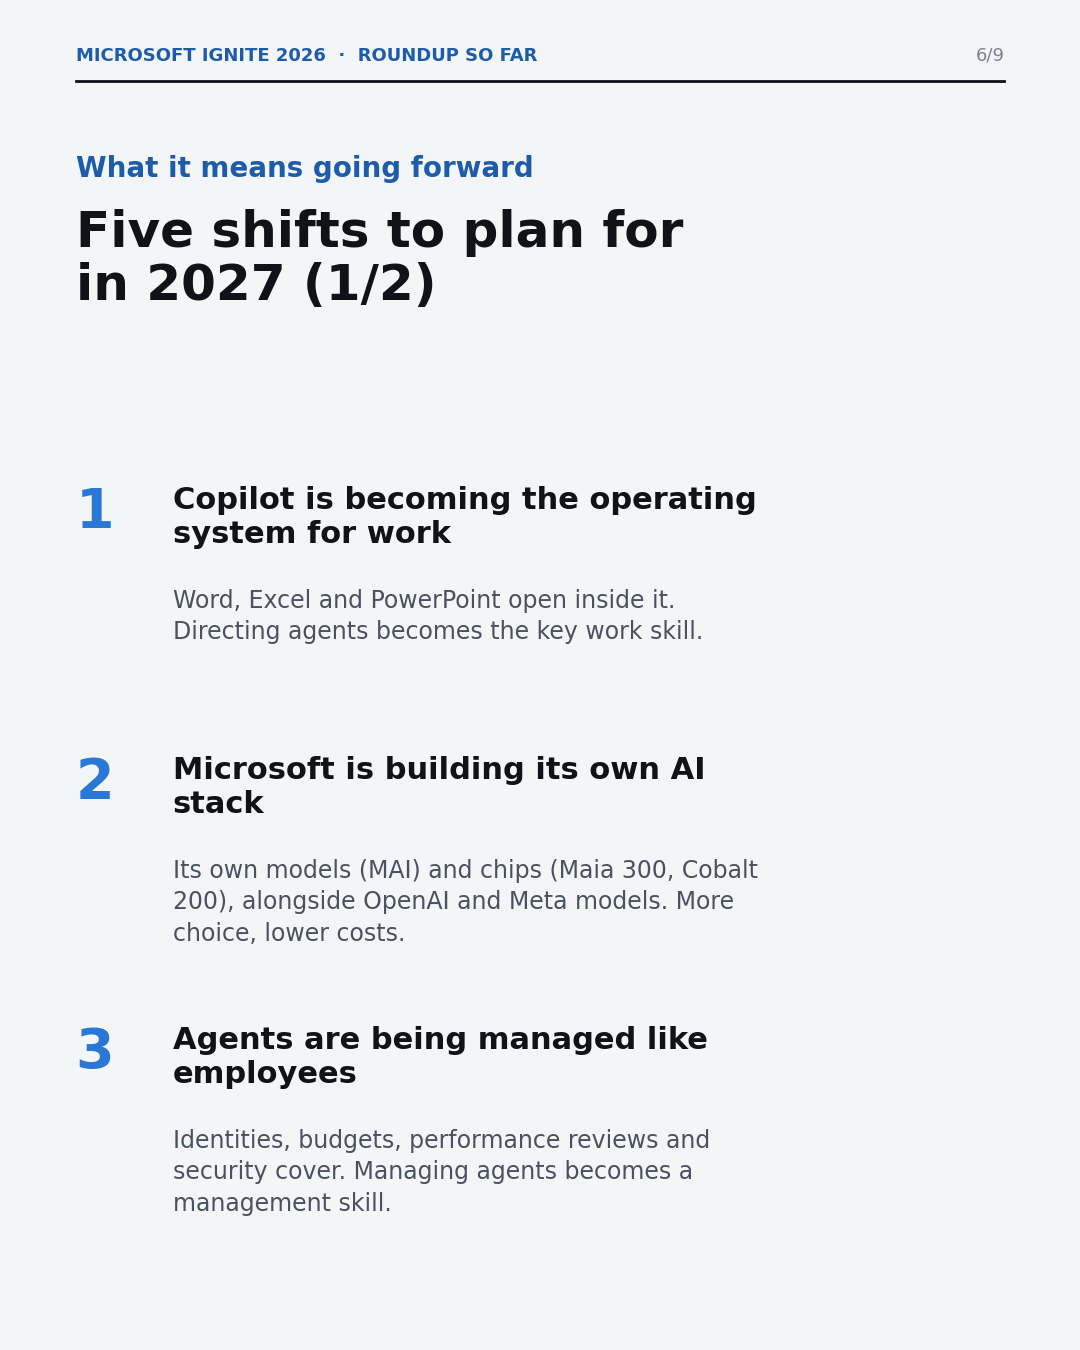 MICROSOFT IGNITE 2026 · ROUNDUP SO FAR
6/9
What it means going forward
Five shifts to plan for
in 2027 (1/2)
1
Copilot is becoming the operating
system for work
Word, Excel and PowerPoint open inside it.
Directing agents becomes the key work skill.
2
Microsoft is building its own AI
stack
Its own models (MAI) and chips (Maia 300, Cobalt
200), alongside OpenAI and Meta models. More
choice, lower costs.
3
Agents are being managed like
employees
Identities, budgets, performance reviews and
security cover. Managing agents becomes a
management skill.